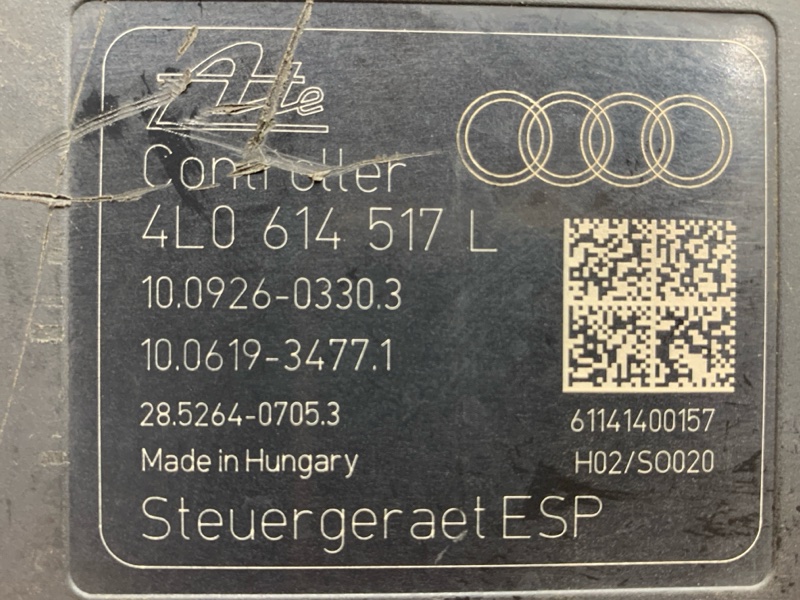 Ate
Controller
4L0 614 517 L
10.0926-0330.3
10.0619-3477.1
28.5264-0705.3
Made in Hungary
Steuergeraet ESP
61141400157
H02/SO020